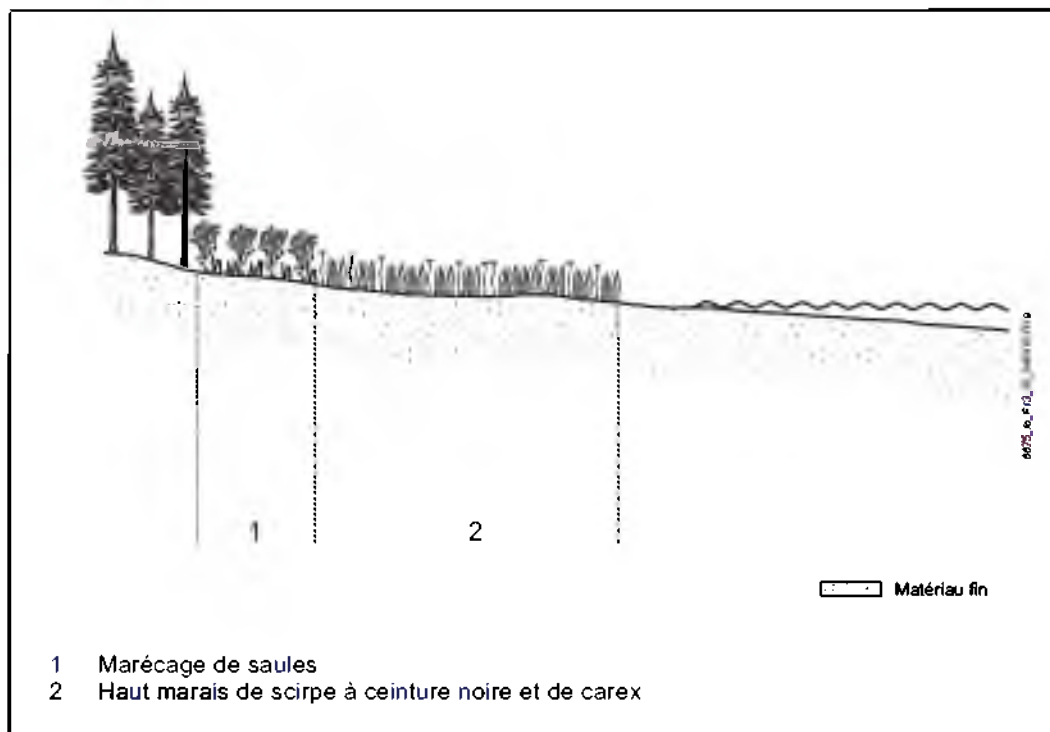 1
2
Matériau fin
1 Marécage de saules
2 Haut marais de scirpe à ceinture noire et de carex